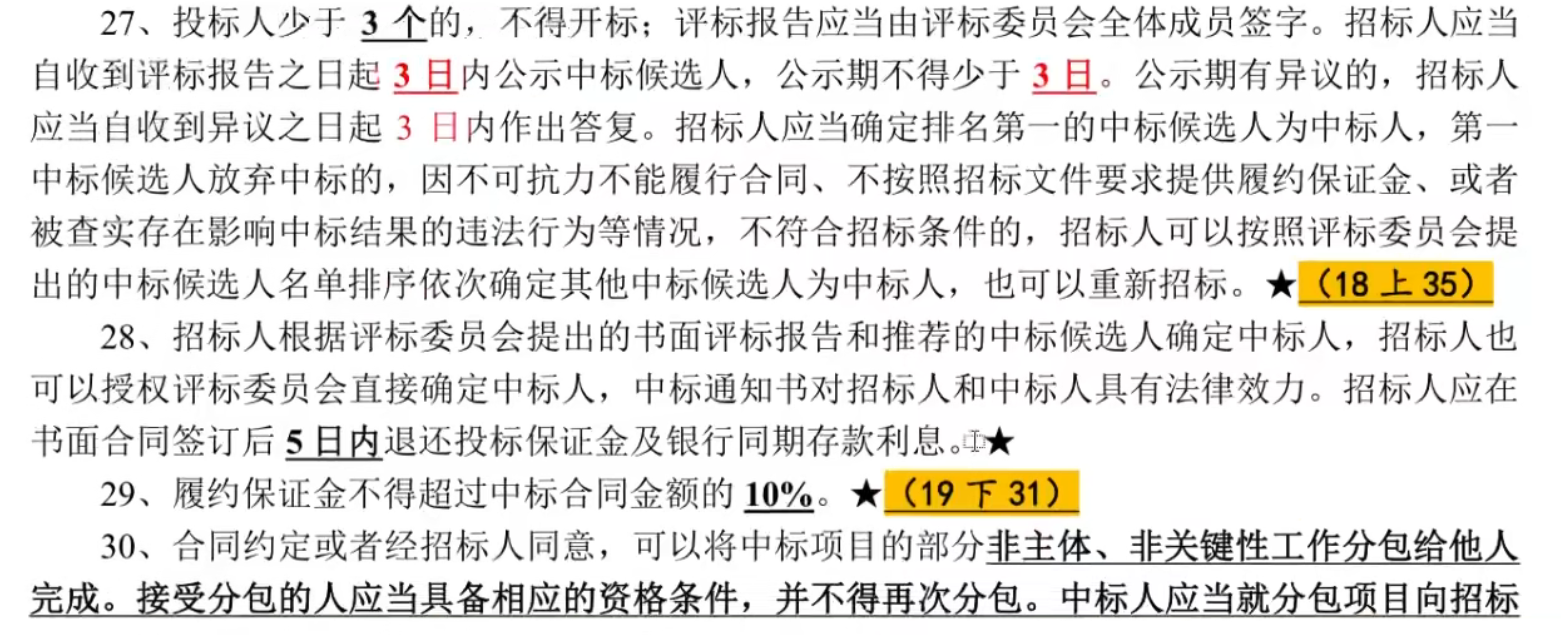 27、投标人少于 3 个的，不得开标；评标报告应当由评标委员会全体成员签字。招标人应当
自收到评标报告之日起 3 日内公示中标候选人，公示期不得少于 3 日。公示期有异议的，招标人
应当自收到异议之日起 3 日内作出答复。招标人应当确定排名第一的中标候选人为中标人，第一
中标候选人放弃中标的，因不可抗力不能履行合同、不按照招标文件要求提供履约保证金、或者
被查实存在影响中标结果的违法行为等情况，不符合招标条件的，招标人可以按照评标委员会提
出的中标候选人名单排序依次确定其他中标候选人为中标人，也可以重新招标。★（18 上 35）
28、招标人根据评标委员会提出的书面评标报告和推荐的中标候选人确定中标人，招标人也
可以授权评标委员会直接确定中标人，中标通知书对招标人和中标人具有法律效力。招标人应在
书面合同签订后 5 日内退还投标保证金及银行同期存款利息。★
29、履约保证金不得超过中标合同金额的 10%。★（19 下 31）
30、合同约定或者经招标人同意，可以将中标项目的部分非主体、非关键性工作分包给他人
完成。接受分包的人应当具备相应的资格条件，并不得再次分包。中标人应当就分包项目向招标